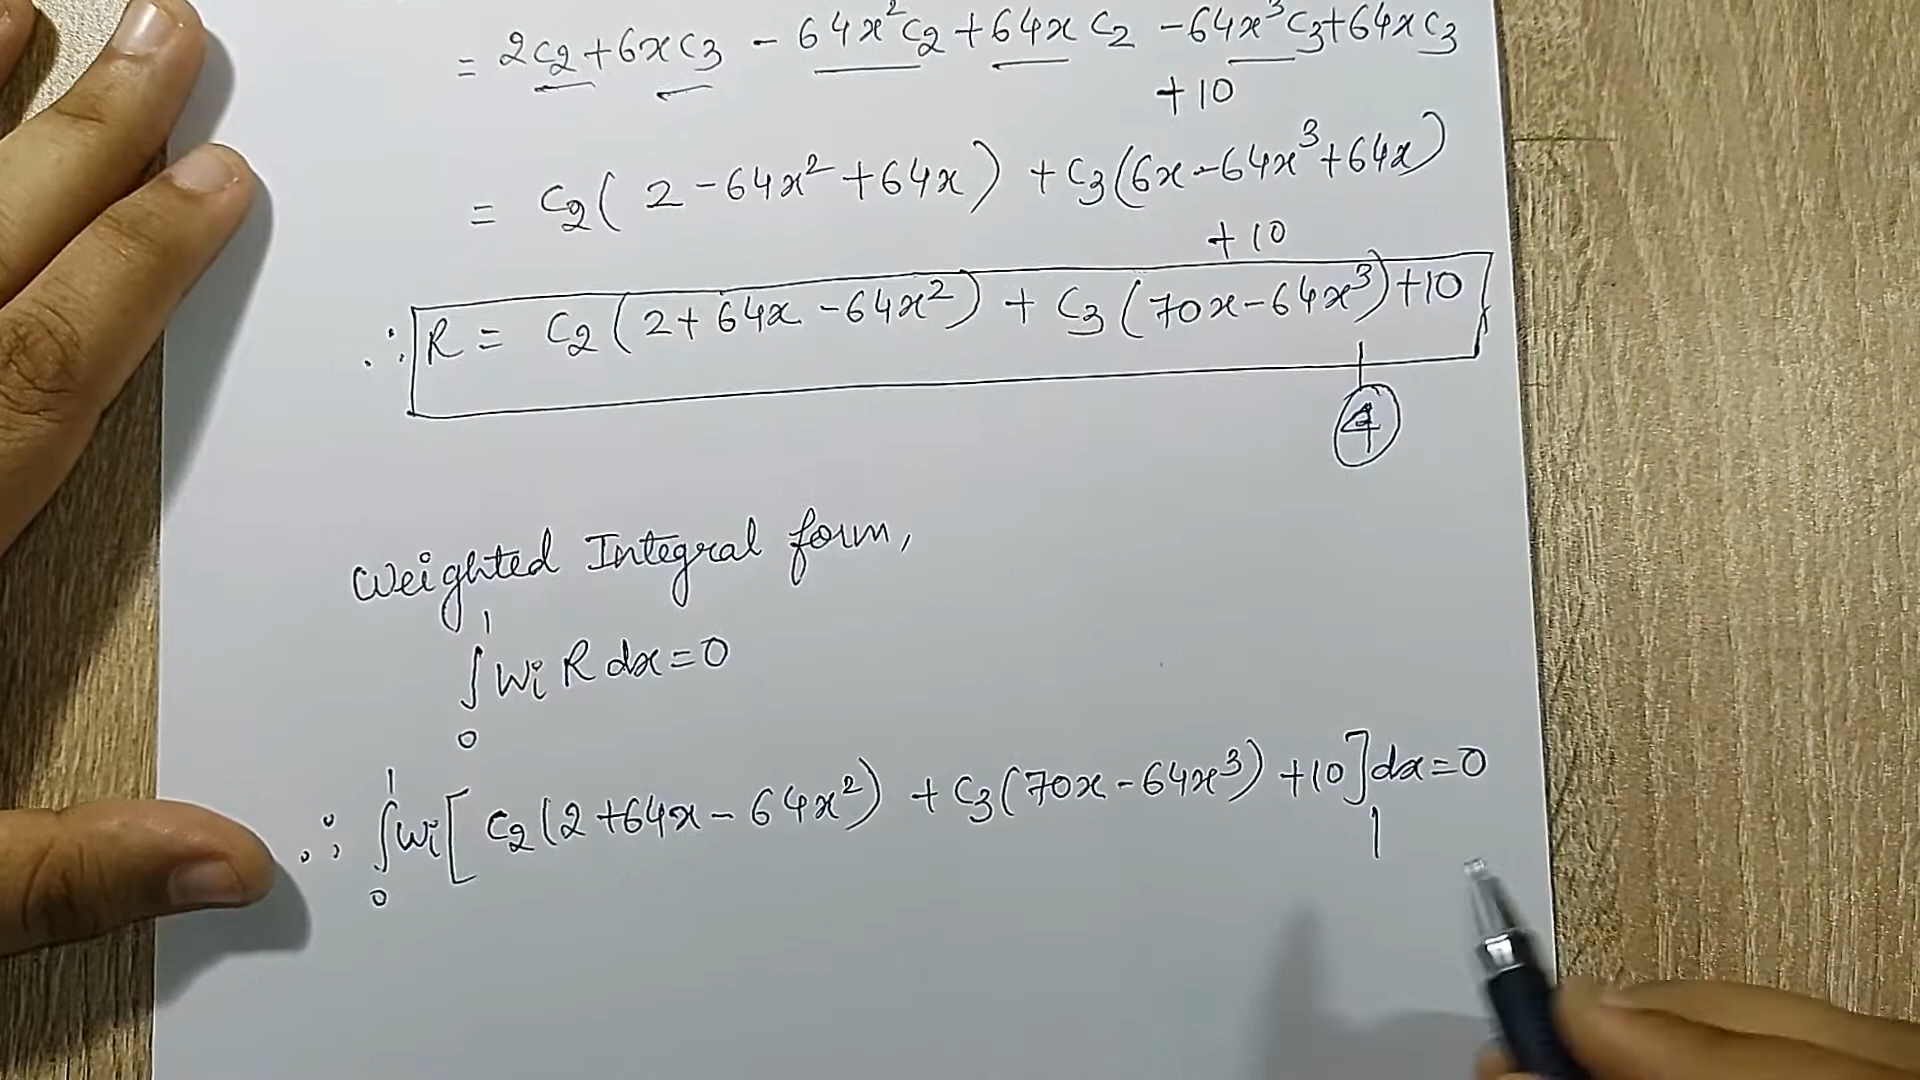 = 2c₂+6xc₃ - 64x²c₂+64x c₂ -64x³c₃+64xc₃
+10
= c₂( 2-64x²+64x) + c₃(6x-64x³+64x)
+10
∴ R = c₂(2+64x-64x²) + c₃(70x-64x³)+10
4
Weighted Integral form,
∫₀¹ Wi R dx=0
∴ ∫₀¹ Wi[ c₂(2+64x-64x²) + c₃(70x-64x³) +10]dx=0